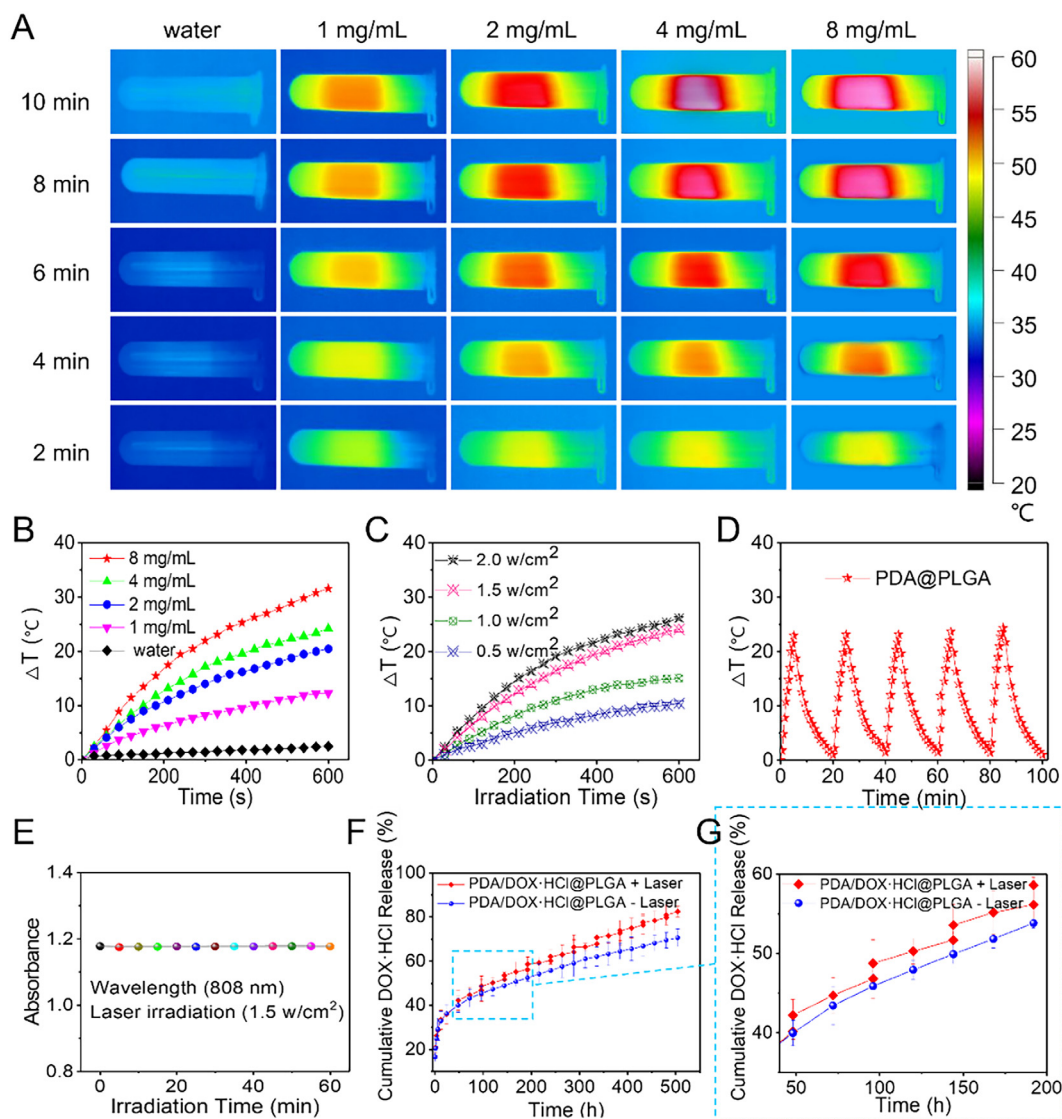 A
water 1 mg/mL 2 mg/mL 4 mg/mL 8 mg/mL
10 min
8 min
6 min
4 min
2 min
60
55
50
45
40
35
30
25
20
℃
B
40
30
20
10
0
ΔT (°C)
8 mg/mL
4 mg/mL
2 mg/mL
1 mg/mL
water
0 200 400 600
Time (s)
C
40
30
20
10
0
ΔT (°C)
2.0 w/cm²
1.5 w/cm²
1.0 w/cm²
0.5 w/cm²
0 200 400 600
Irradiation Time (s)
D
40
30
20
10
0
ΔT (°C)
PDA@PLGA
0 20 40 60 80 100
Time (min)
E
1.4
1.2
1.0
0.8
Absorbance
Wavelength (808 nm)
Laser irradiation (1.5 w/cm²)
0 20 40 60
Irradiation Time (min)
F
100
80
60
40
20
0
Cumulative DOX·HCl Release (%)
PDA/DOX·HCl@PLGA + Laser
PDA/DOX·HCl@PLGA - Laser
0 100 200 300 400 500
Time (h)
G
60
50
40
Cumulative DOX·HCl Release (%)
PDA/DOX·HCl@PLGA + Laser
PDA/DOX·HCl@PLGA - Laser
50 100 150 200
Time (h)